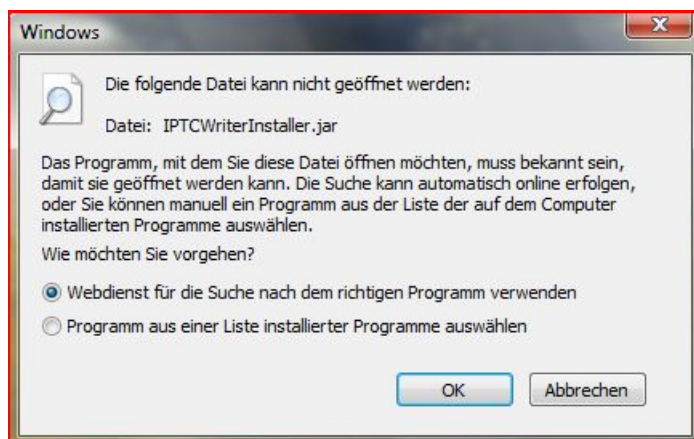 Windows
Die folgende Datei kann nicht geöffnet werden:
Datei: IPTCWriterInstaller.jar
Das Programm, mit dem Sie diese Datei öffnen möchten, muss bekannt sein,
damit sie geöffnet werden kann. Die Suche kann automatisch online erfolgen,
oder Sie können manuell ein Programm aus der Liste der auf dem Computer
installierten Programme auswählen.
Wie möchten Sie vorgehen?
Webdienst für die Suche nach dem richtigen Programm verwenden
Programm aus einer Liste installierter Programme auswählen
OK Abbrechen